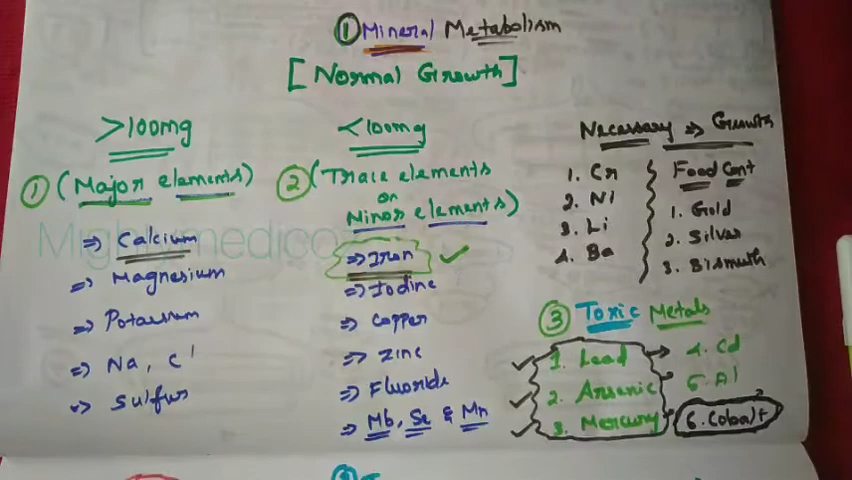 ① Mineral Metabolism
[Normal Growth]
>100mg
① (Major elements)
⇒ Calcium
⇒ Magnesium
⇒ Potassium
⇒ Na, Cl
⇒ Sulfur
<100mg
② (Trace elements
or
Minor elements)
⇒ Iron ✓
⇒ Iodine
⇒ Copper
⇒ Zinc
⇒ Fluoride
⇒ Mb, Se & Mn
Necessary ⇒ Growth
1. Cr
2. Ni
3. Li
4. Ba
Food Cont
1. Gold
2. Silver
3. Bismuth
③ Toxic Metals
✓ 1. Lead
✓ 2. Arsenic
✓ 3. Mercury
4. Cd
5. Al
6. Cobalt ?
Mightymedico